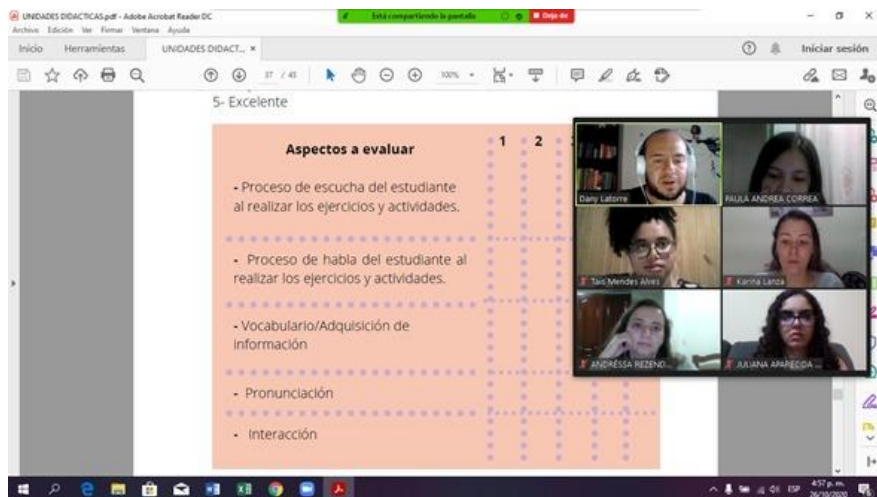 UNIDADES DIDACTICAS.pdf - Adobe Acrobat Reader DC
Está compartiendo la pantalla
Dejo de
Archivo Edición Ver Firmar Ventana Ayuda
Inicio Herramientas UNIDADES DIDACT... ×
Iniciar sesión
37 / 45
100%
5- Excelente
Aspectos a evaluar 1 2
- Proceso de escucha del estudiante
al realizar los ejercicios y actividades.
- Proceso de habla del estudiante al
realizar los ejercicios y actividades.
- Vocabulario/Adquisición de
información
- Pronunciación
- Interacción
Dany Latorre
PAULA ANDREA CORREA
Tais Mendes Alves
Karina Lanza
ANDRÉSSA REZEND...
JULIANA APARECIDA ...
ESP
4:57 p. m.
26/10/2020